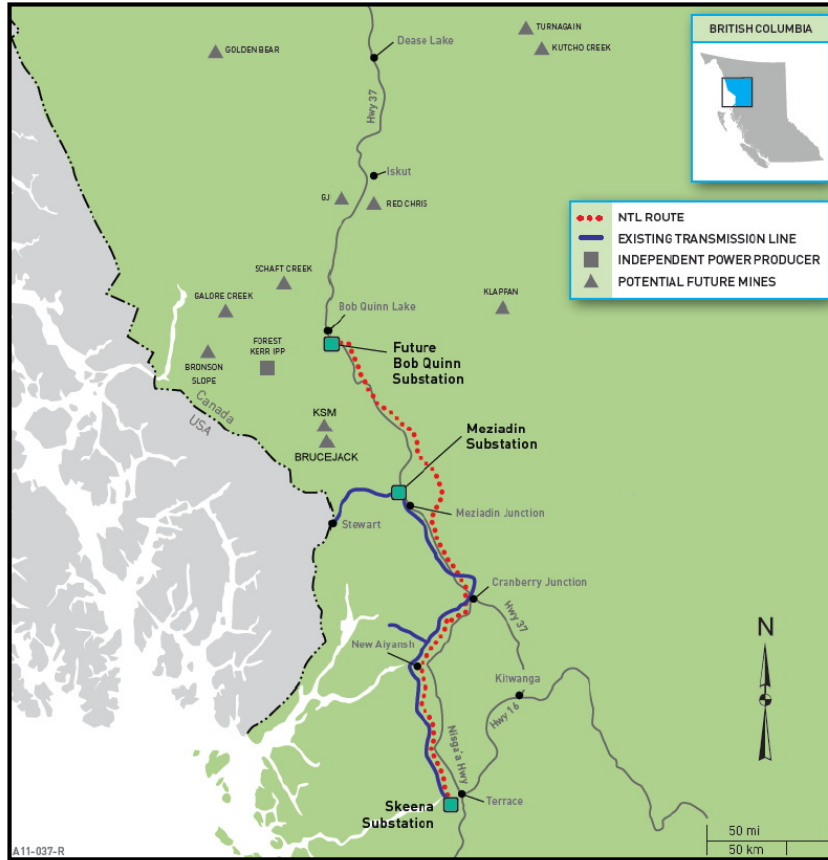 TURNAGAIN
GOLDEN BEAR
KUTCHO CREEK
Dease Lake
BRITISH COLUMBIA
Hwy 37
Iskut
GJ
RED CHRIS
NTL ROUTE
EXISTING TRANSMISSION LINE
INDEPENDENT POWER PRODUCER
POTENTIAL FUTURE MINES
SCHAFT CREEK
GALORE CREEK
KLAPPAN
Bob Quinn Lake
FOREST
KERR IPP
BRONSON
SLOPE
Future
Bob Quinn
Substation
Canada
USA
KSM
BRUCEJACK
Meziadin
Substation
Meziadin Junction
Stewart
Cranberry Junction
Hwy 37
New Aiyansh
Kitwanga
Hwy 16
Nisga'a Hwy
N
Skeena
Substation
Terrace
50 mi
50 km
A11-037-R